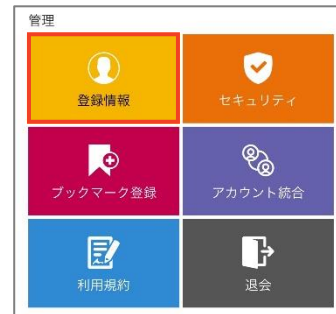 管理
登録情報
セキュリティ
ブックマーク登録
アカウント統合
利用規約
退会